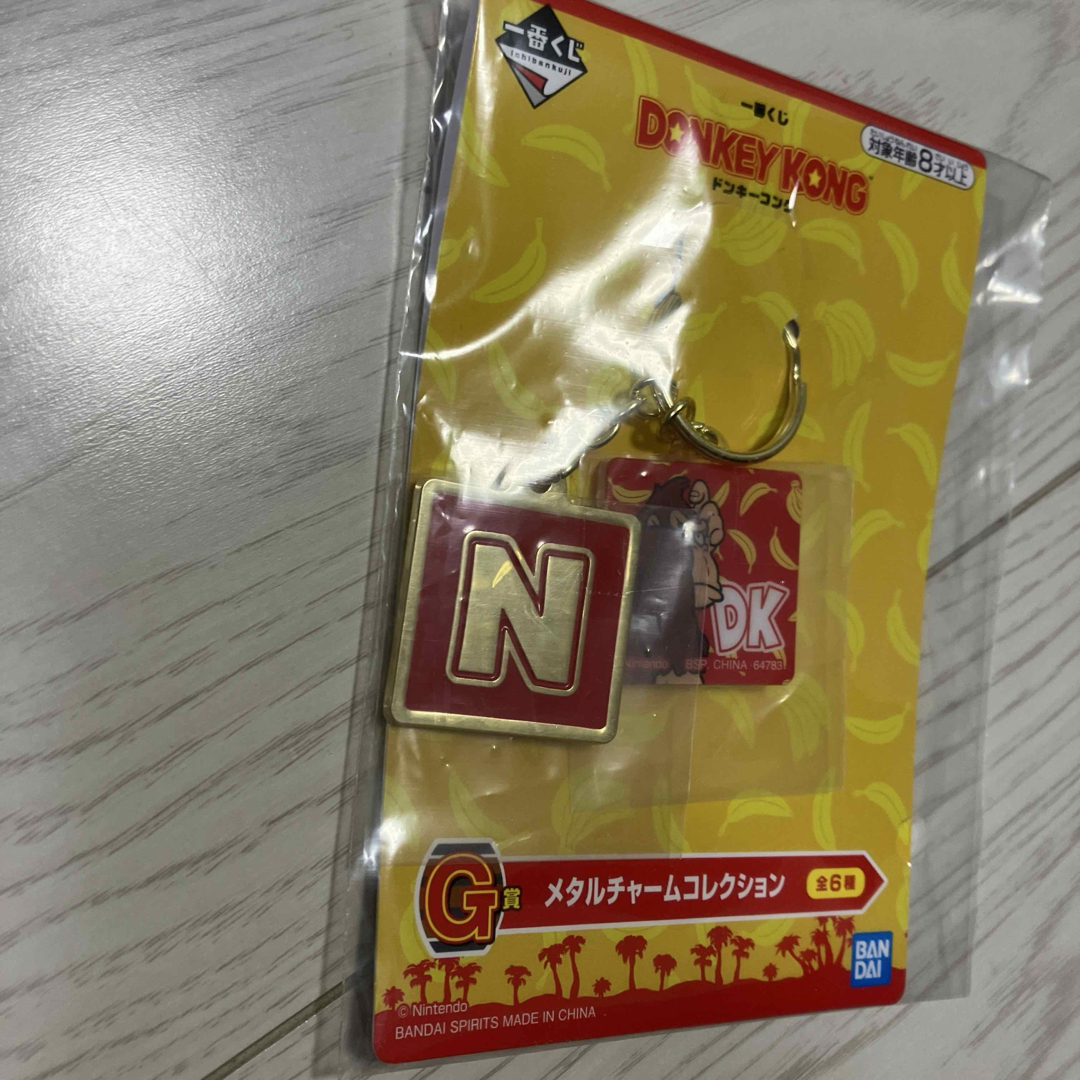 一番くじ
Ichibankuji
一番くじ
DONKEY KONG
ドンキーコング
対象年齢8才以上
N
DK
Nintendo BSP, CHINA 64783
G賞
メタルチャームコレクション
全6種
BAN
DAI
©Nintendo
BANDAI SPIRITS MADE IN CHINA